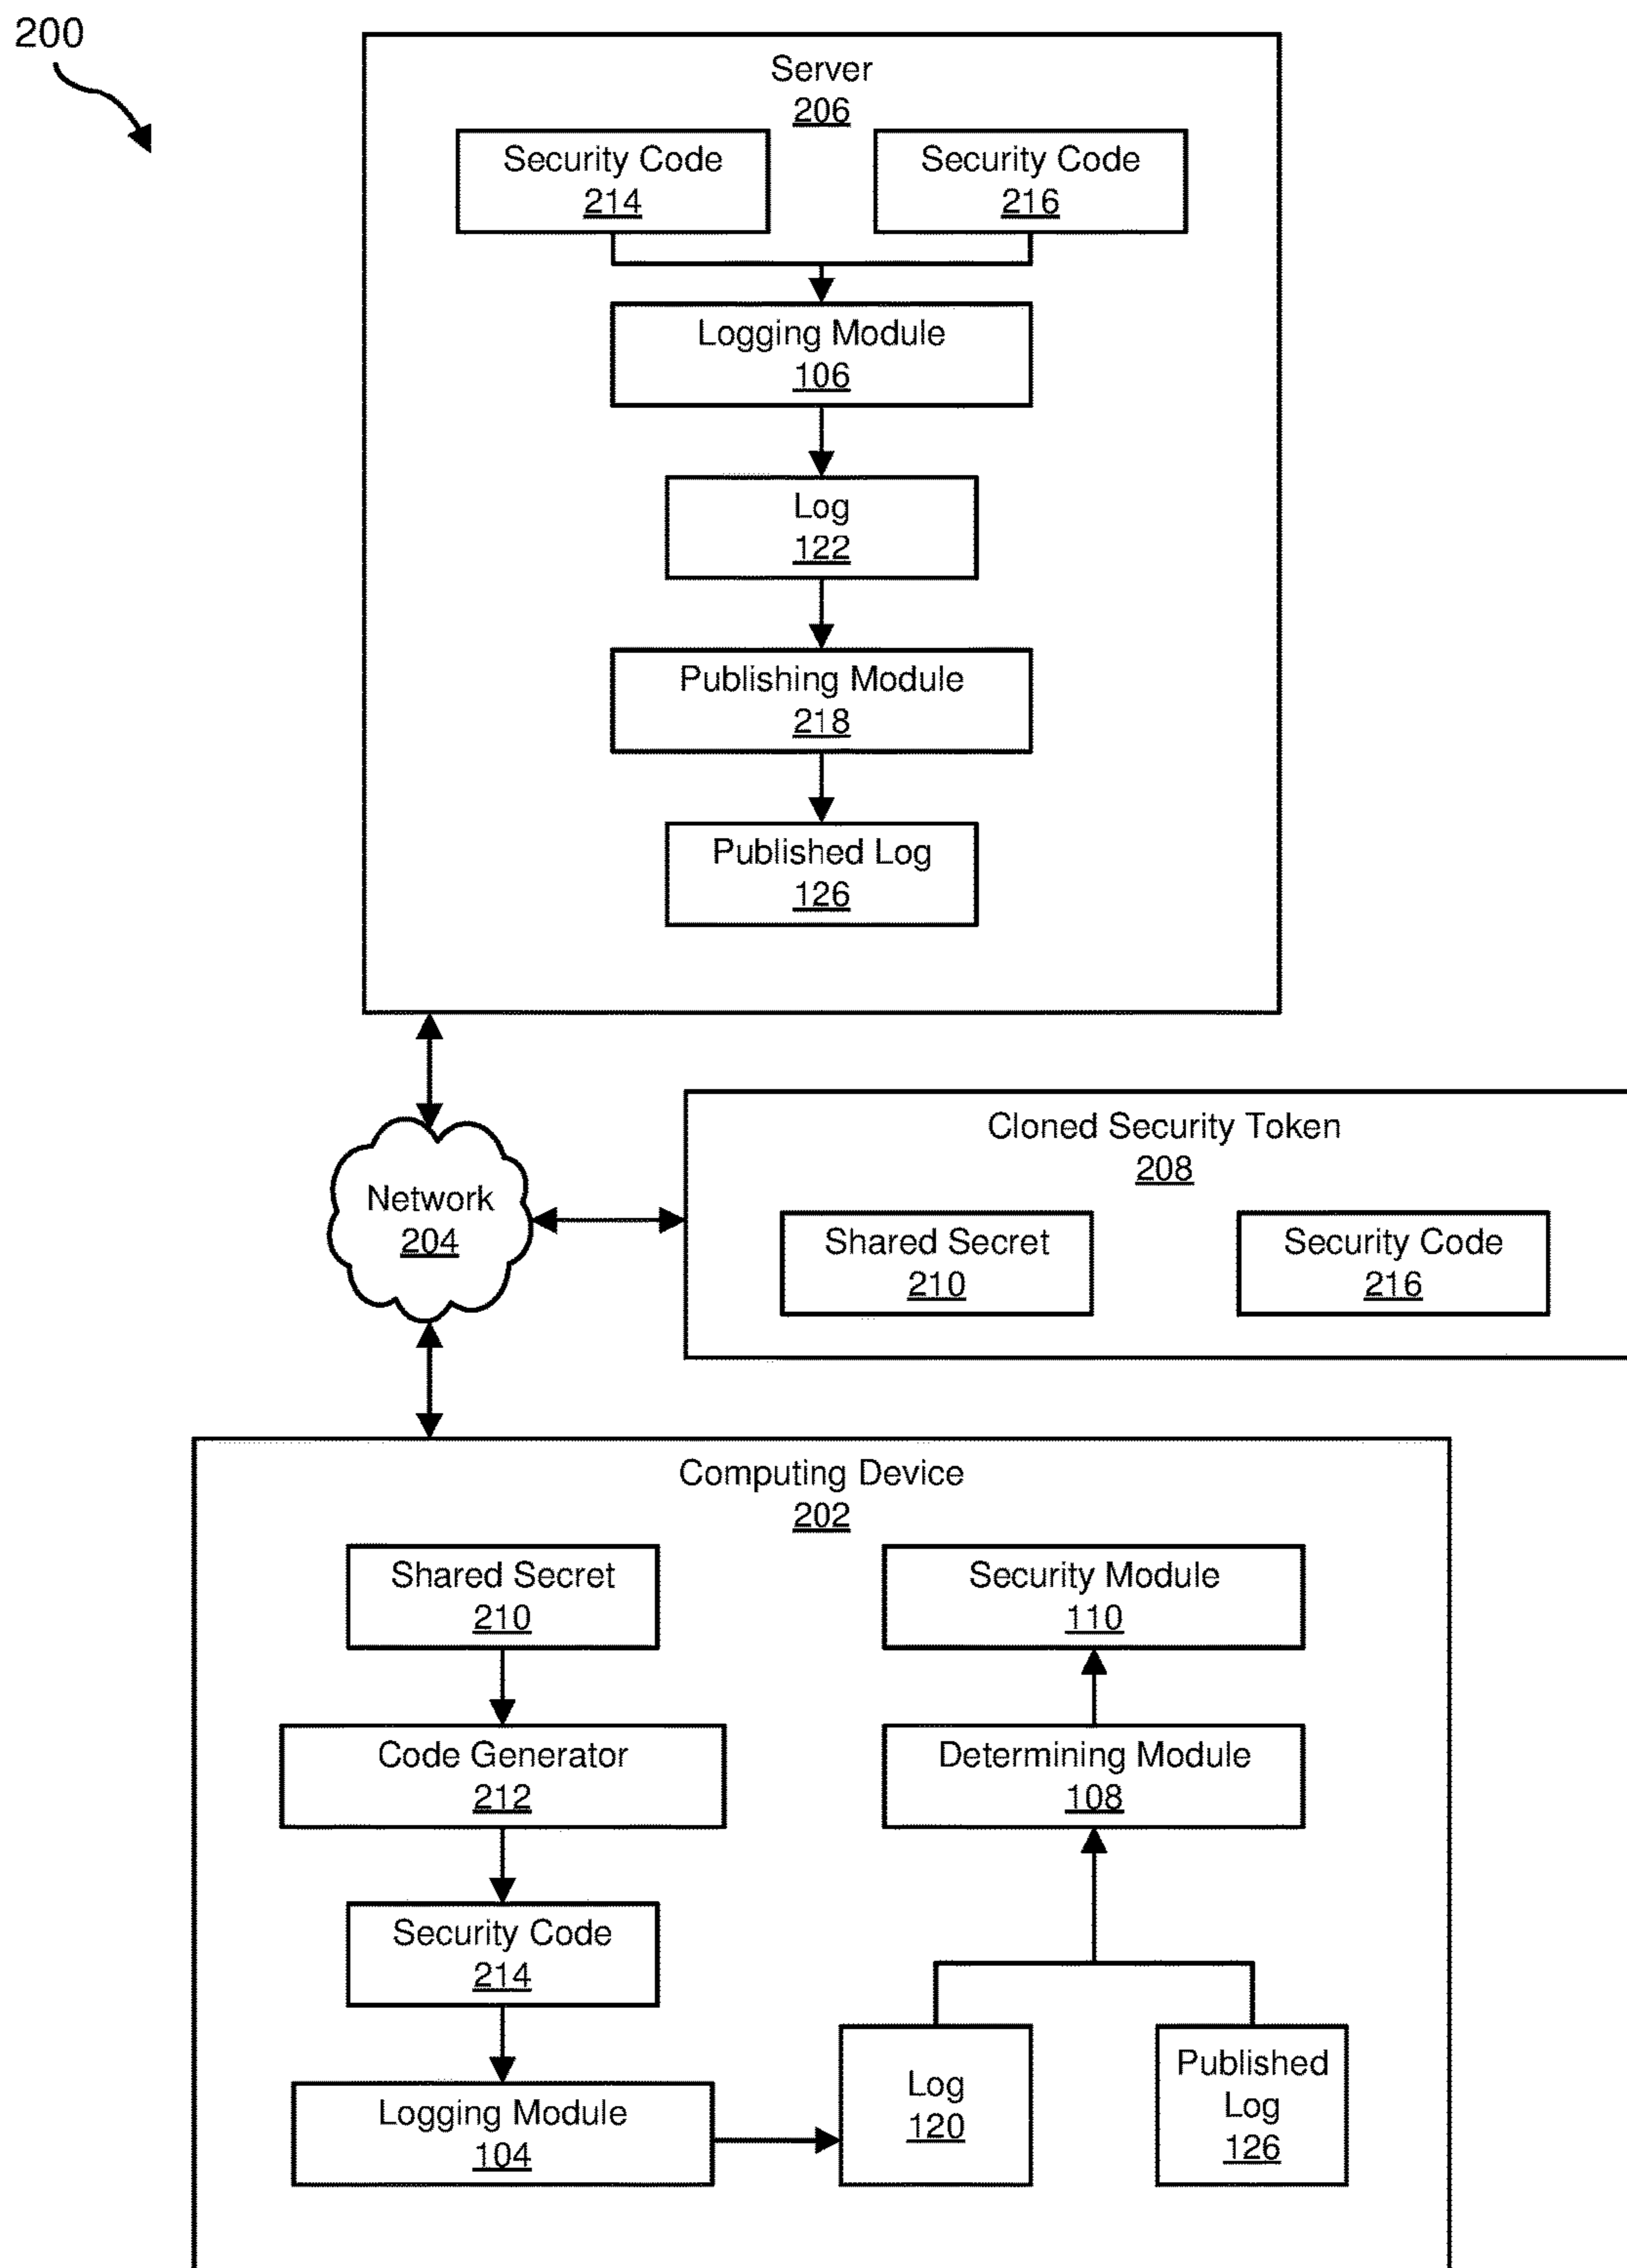 200
Server
206
Security Code
214
Security Code
216
Logging Module
106
Log
122
Publishing Module
218
Published Log
126
Network
204
Cloned Security Token
208
Shared Secret
210
Security Code
216
Computing Device
202
Shared Secret
210
Code Generator
212
Security Code
214
Logging Module
104
Security Module
110
Determining Module
108
Log
120
Published
Log
126